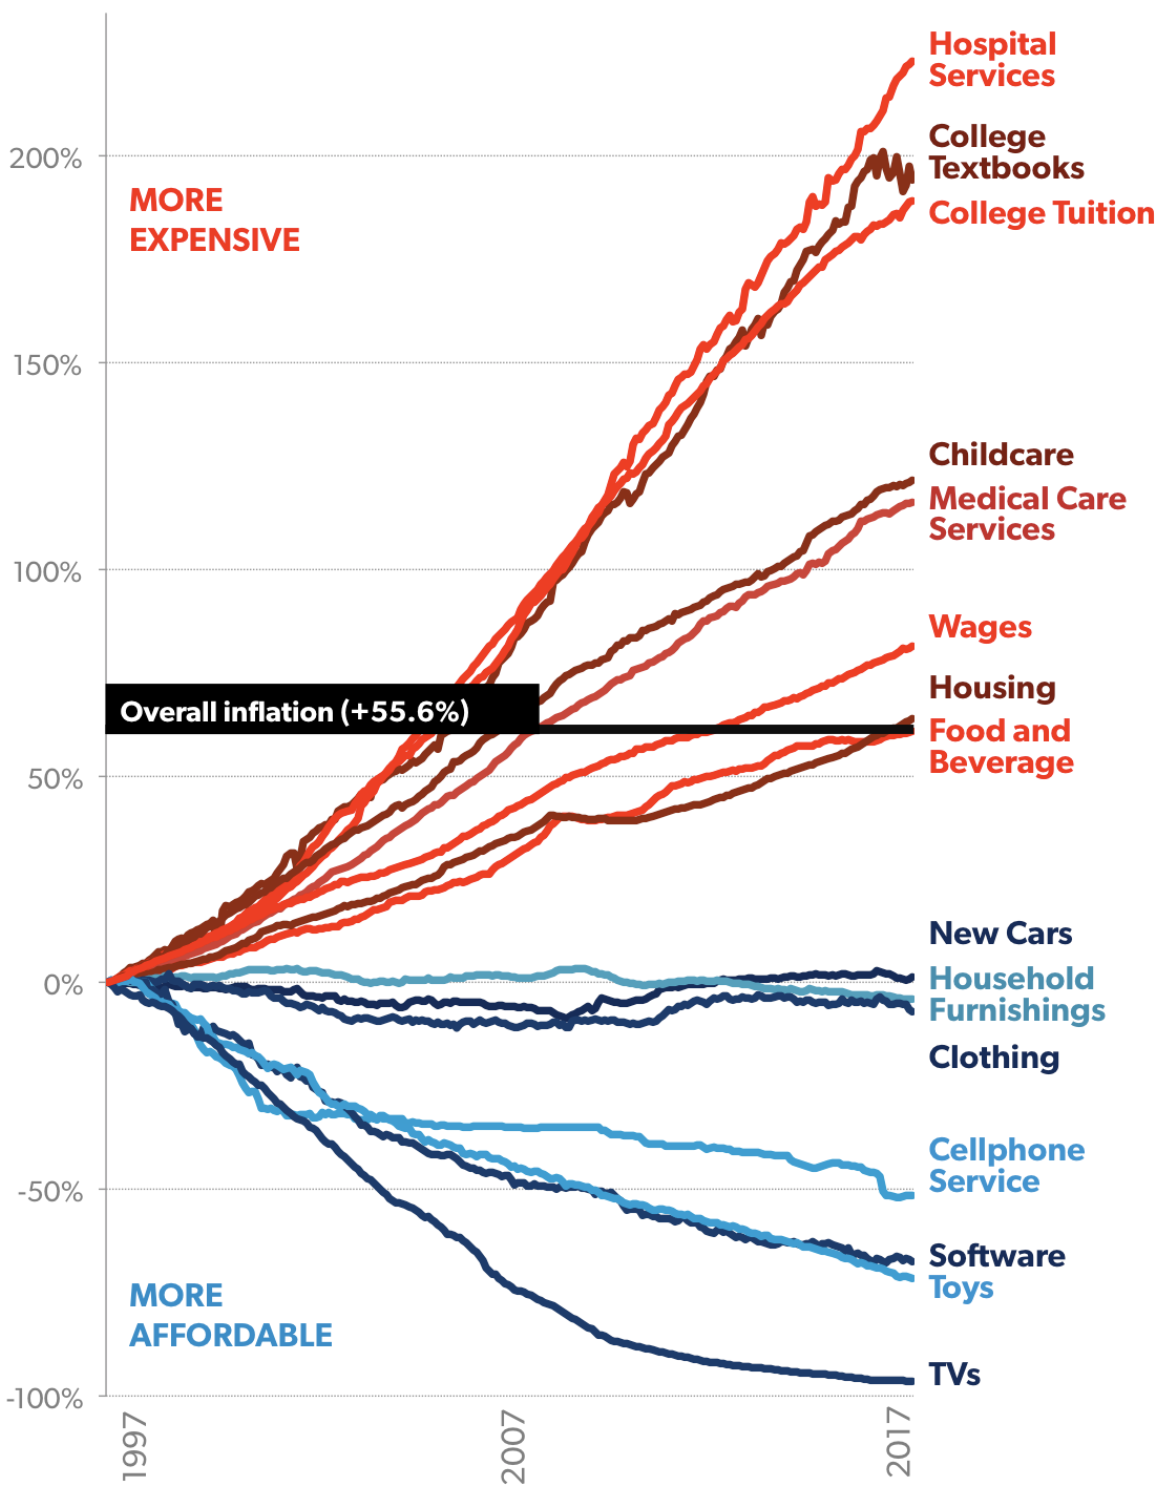 Hospital
Services
College
Textbooks
200%
MORE
EXPENSIVE
College Tuition
150%
Childcare
Medical Care
Services
100%
Wages
Housing
Overall inflation (+55.6%)
Food and
Beverage
50%
New Cars
0%
Household
Furnishings
Clothing
Cellphone
Service
-50%
Software
Toys
MORE
AFFORDABLE
TVs
-100%
1997
2007
2017